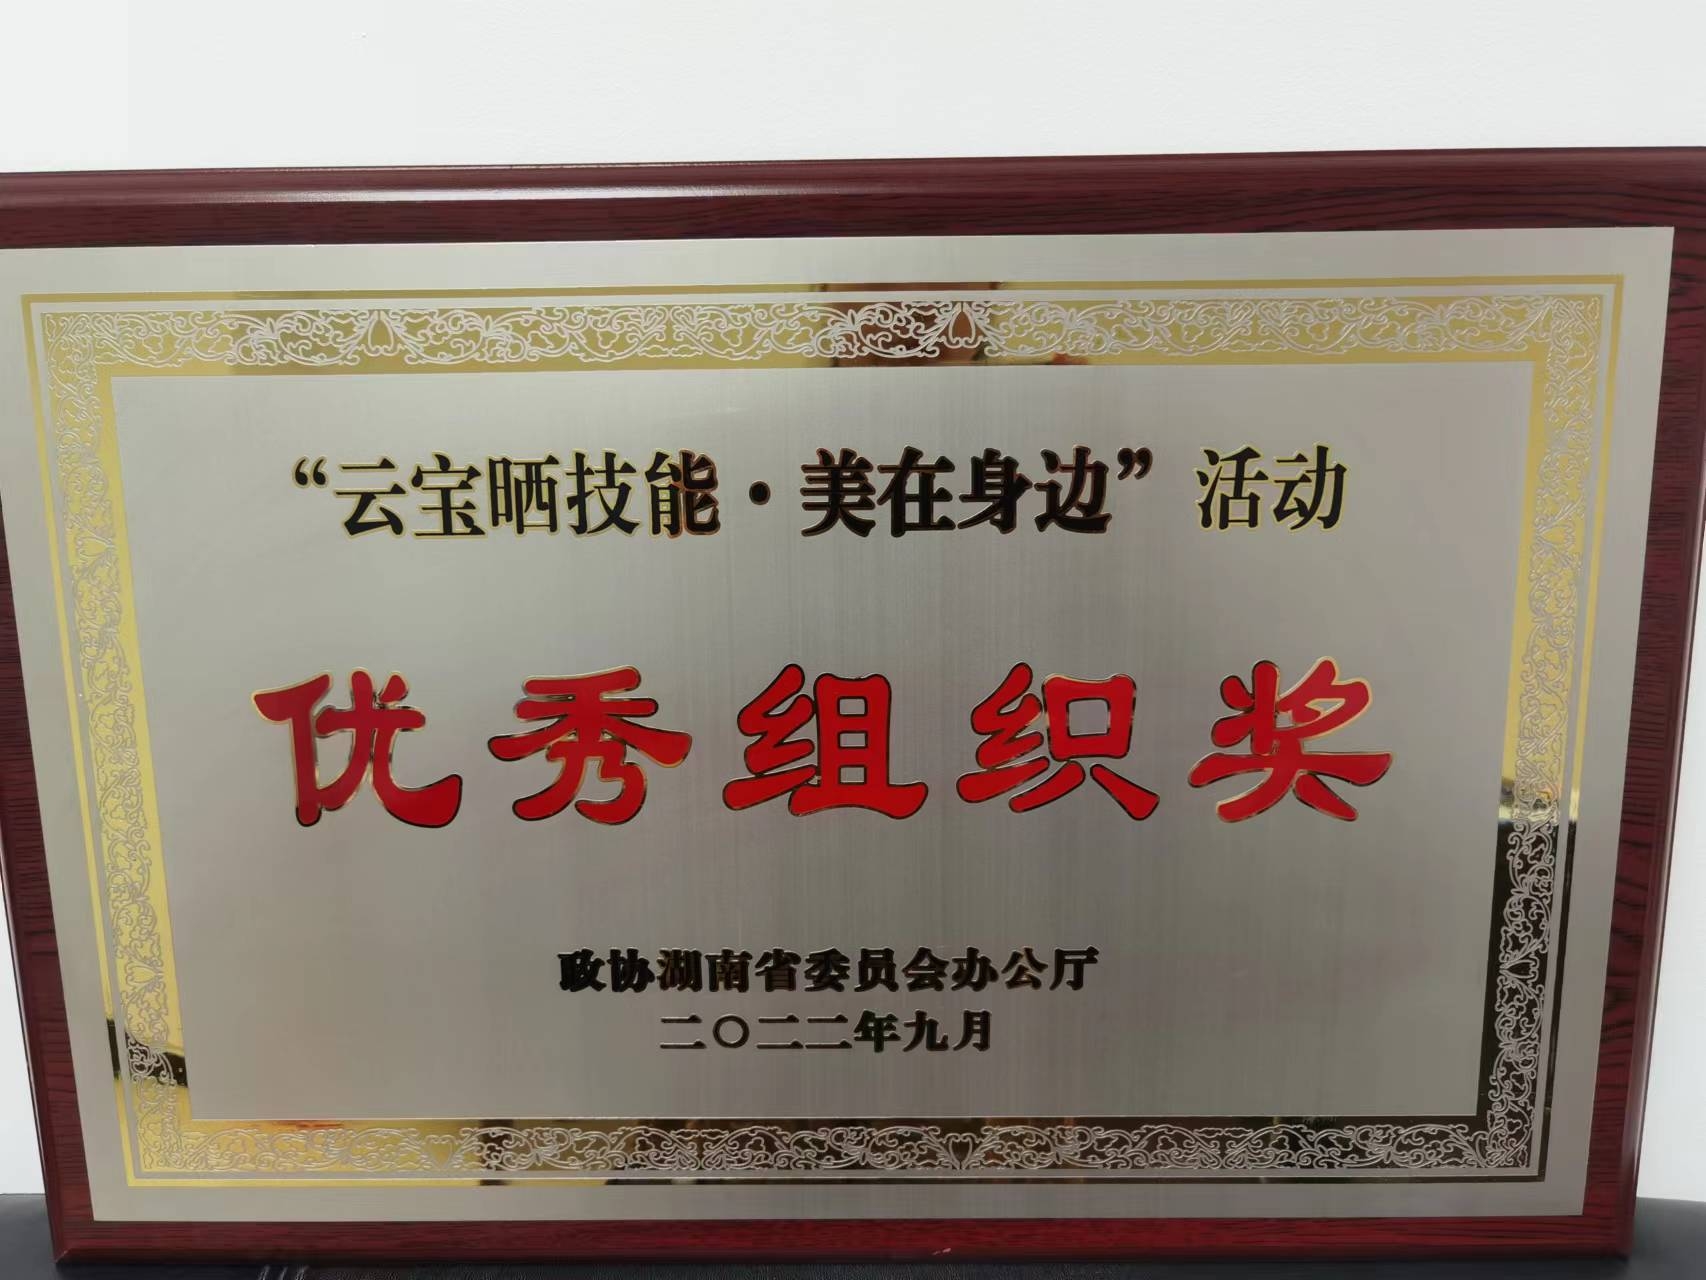 “云宝晒技能·美在身边”活动
优秀组织奖
政协湖南省委员会办公厅
二〇二二年九月